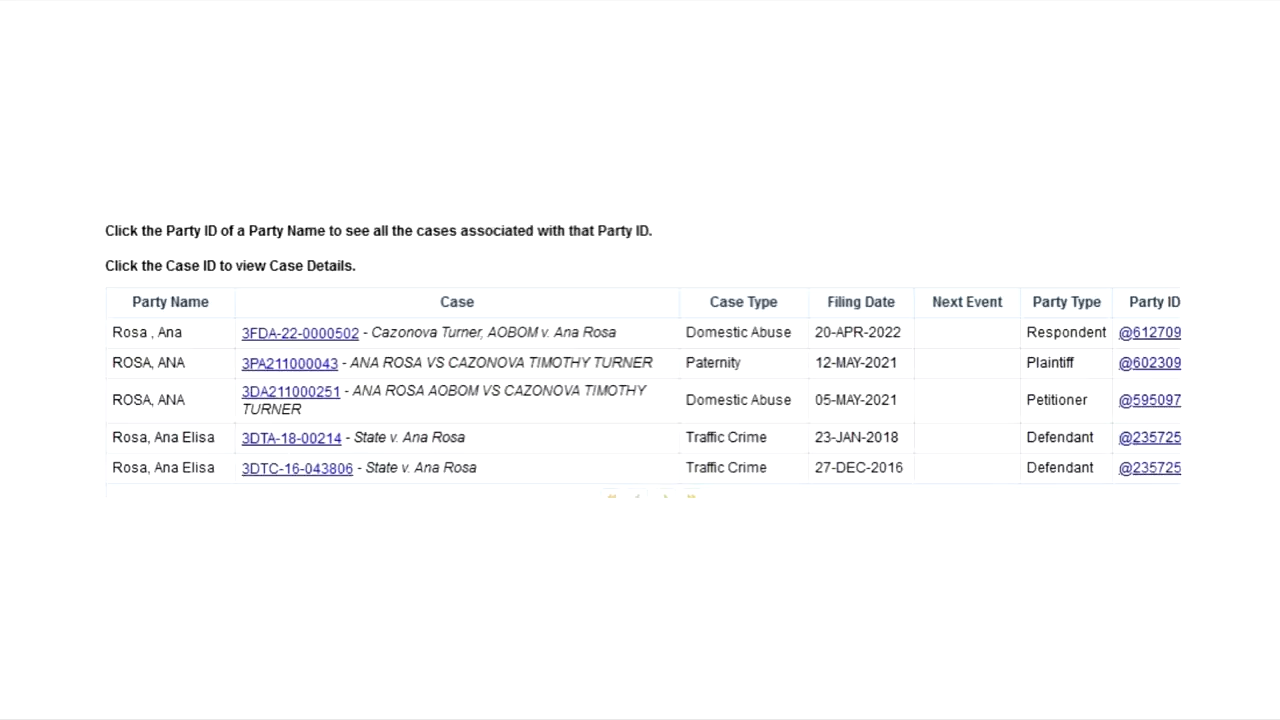 Click the Party ID of a Party Name to see all the cases associated with that Party ID.
Click the Case ID to view Case Details.
Party Name Case Case Type Filing Date Next Event Party Type Party ID
Rosa , Ana 3FDA-22-0000502 - Cazonova Turner, AOBOM v. Ana Rosa Domestic Abuse 20-APR-2022 Respondent @612709
ROSA, ANA 3PA211000043 - ANA ROSA VS CAZONOVA TIMOTHY TURNER Paternity 12-MAY-2021 Plaintiff @602309
ROSA, ANA 3DA211000251 - ANA ROSA AOBOM VS CAZONOVA TIMOTHY
TURNER Domestic Abuse 05-MAY-2021 Petitioner @595097
Rosa, Ana Elisa 3DTA-18-00214 - State v. Ana Rosa Traffic Crime 23-JAN-2018 Defendant @235725
Rosa, Ana Elisa 3DTC-16-043806 - State v. Ana Rosa Traffic Crime 27-DEC-2016 Defendant @235725